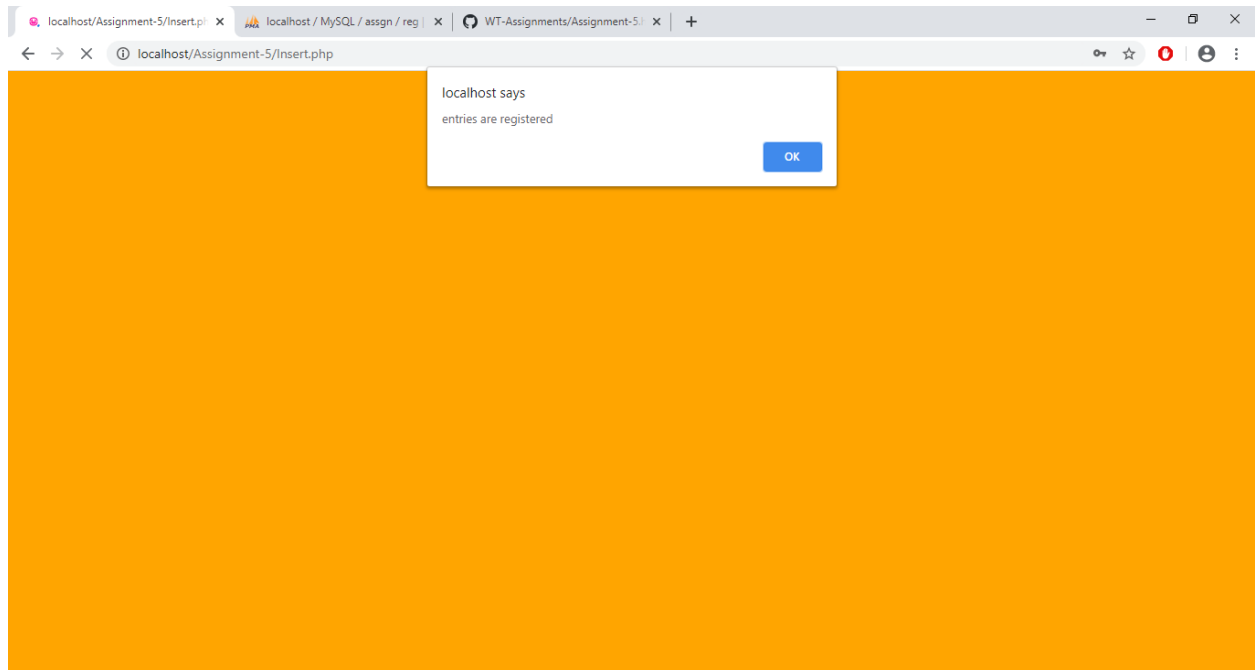 localhost/Assignment-5/Insert.ph
PMA
localhost / MySQL / assgn / reg |
WT-Assignments/Assignment-5.h
localhost/Assignment-5/Insert.php
localhost says
entries are registered
OK